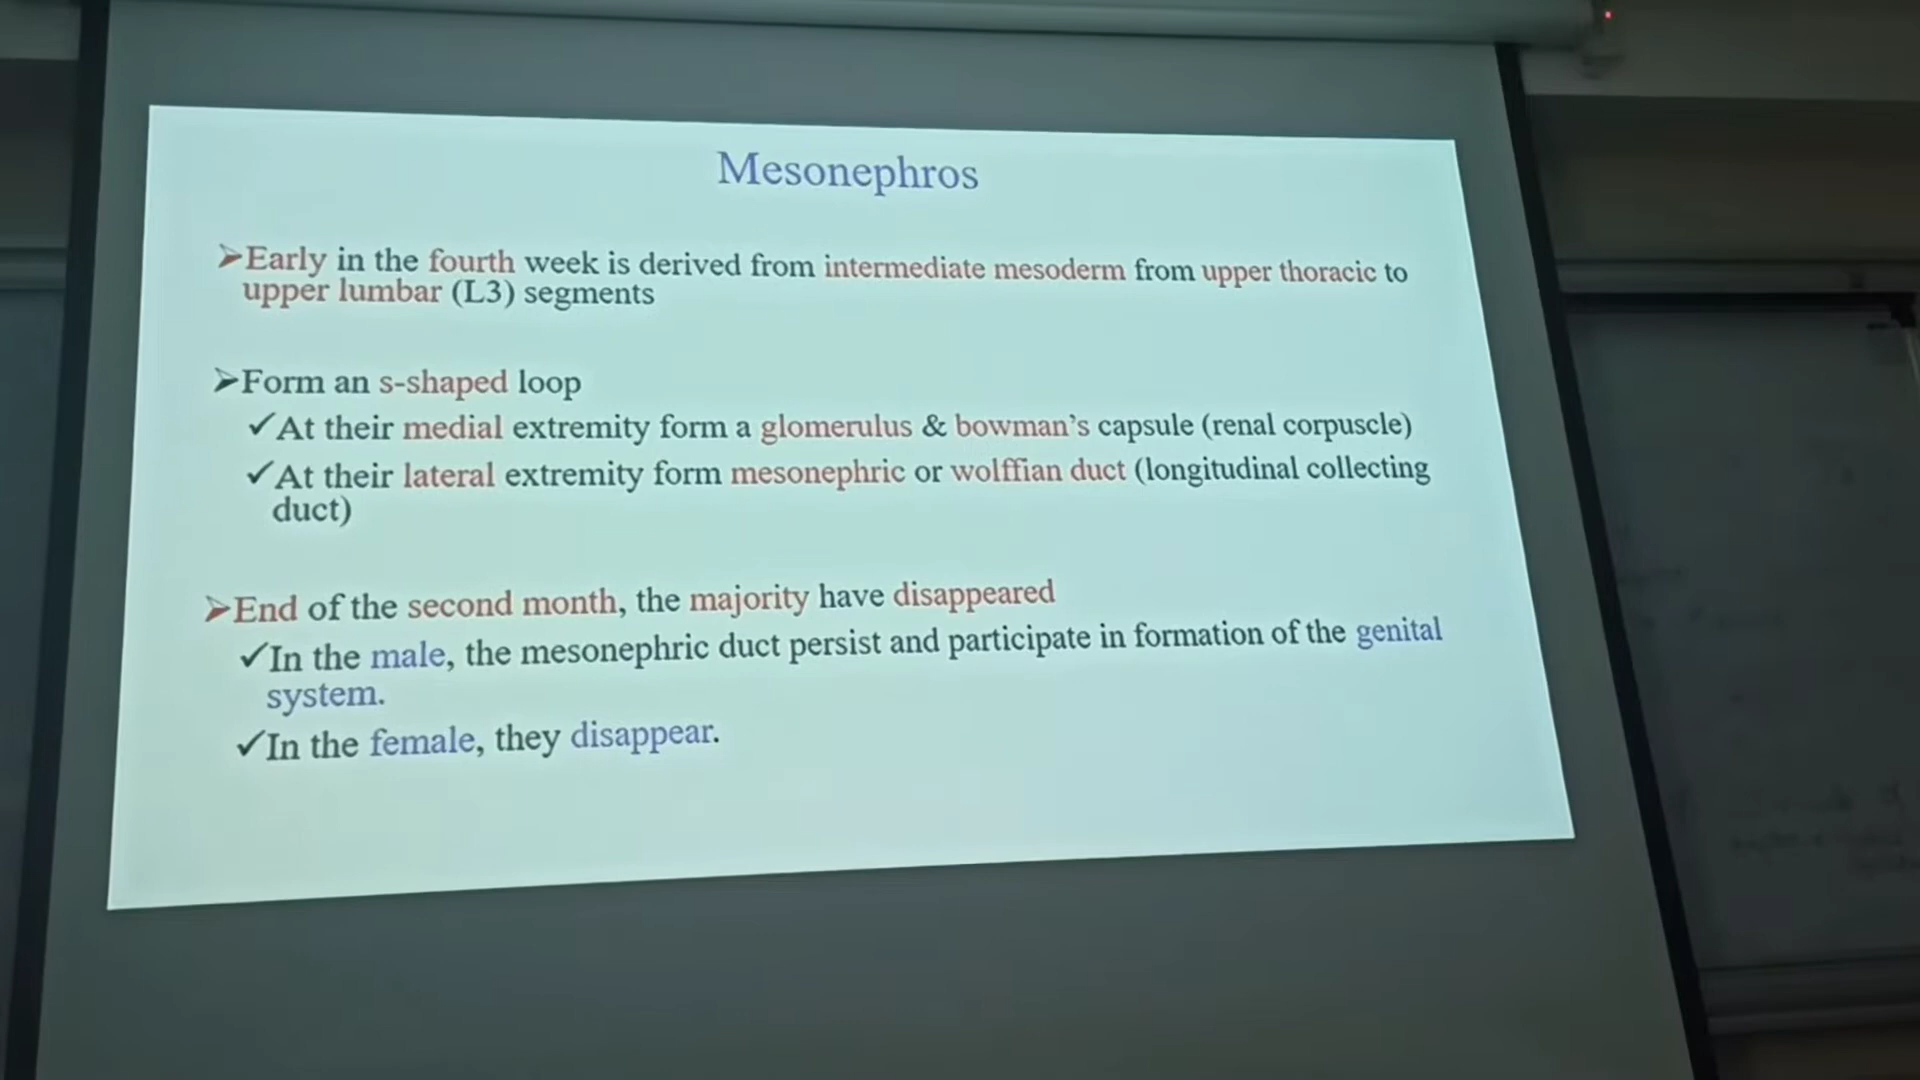 Mesonephros
➢Early in the fourth week is derived from intermediate mesoderm from upper thoracic to
upper lumbar (L3) segments
➢Form an s-shaped loop
✓At their medial extremity form a glomerulus & bowman's capsule (renal corpuscle)
✓At their lateral extremity form mesonephric or wolffian duct (longitudinal collecting
duct)
➢End of the second month, the majority have disappeared
✓In the male, the mesonephric duct persist and participate in formation of the genital
system.
✓In the female, they disappear.